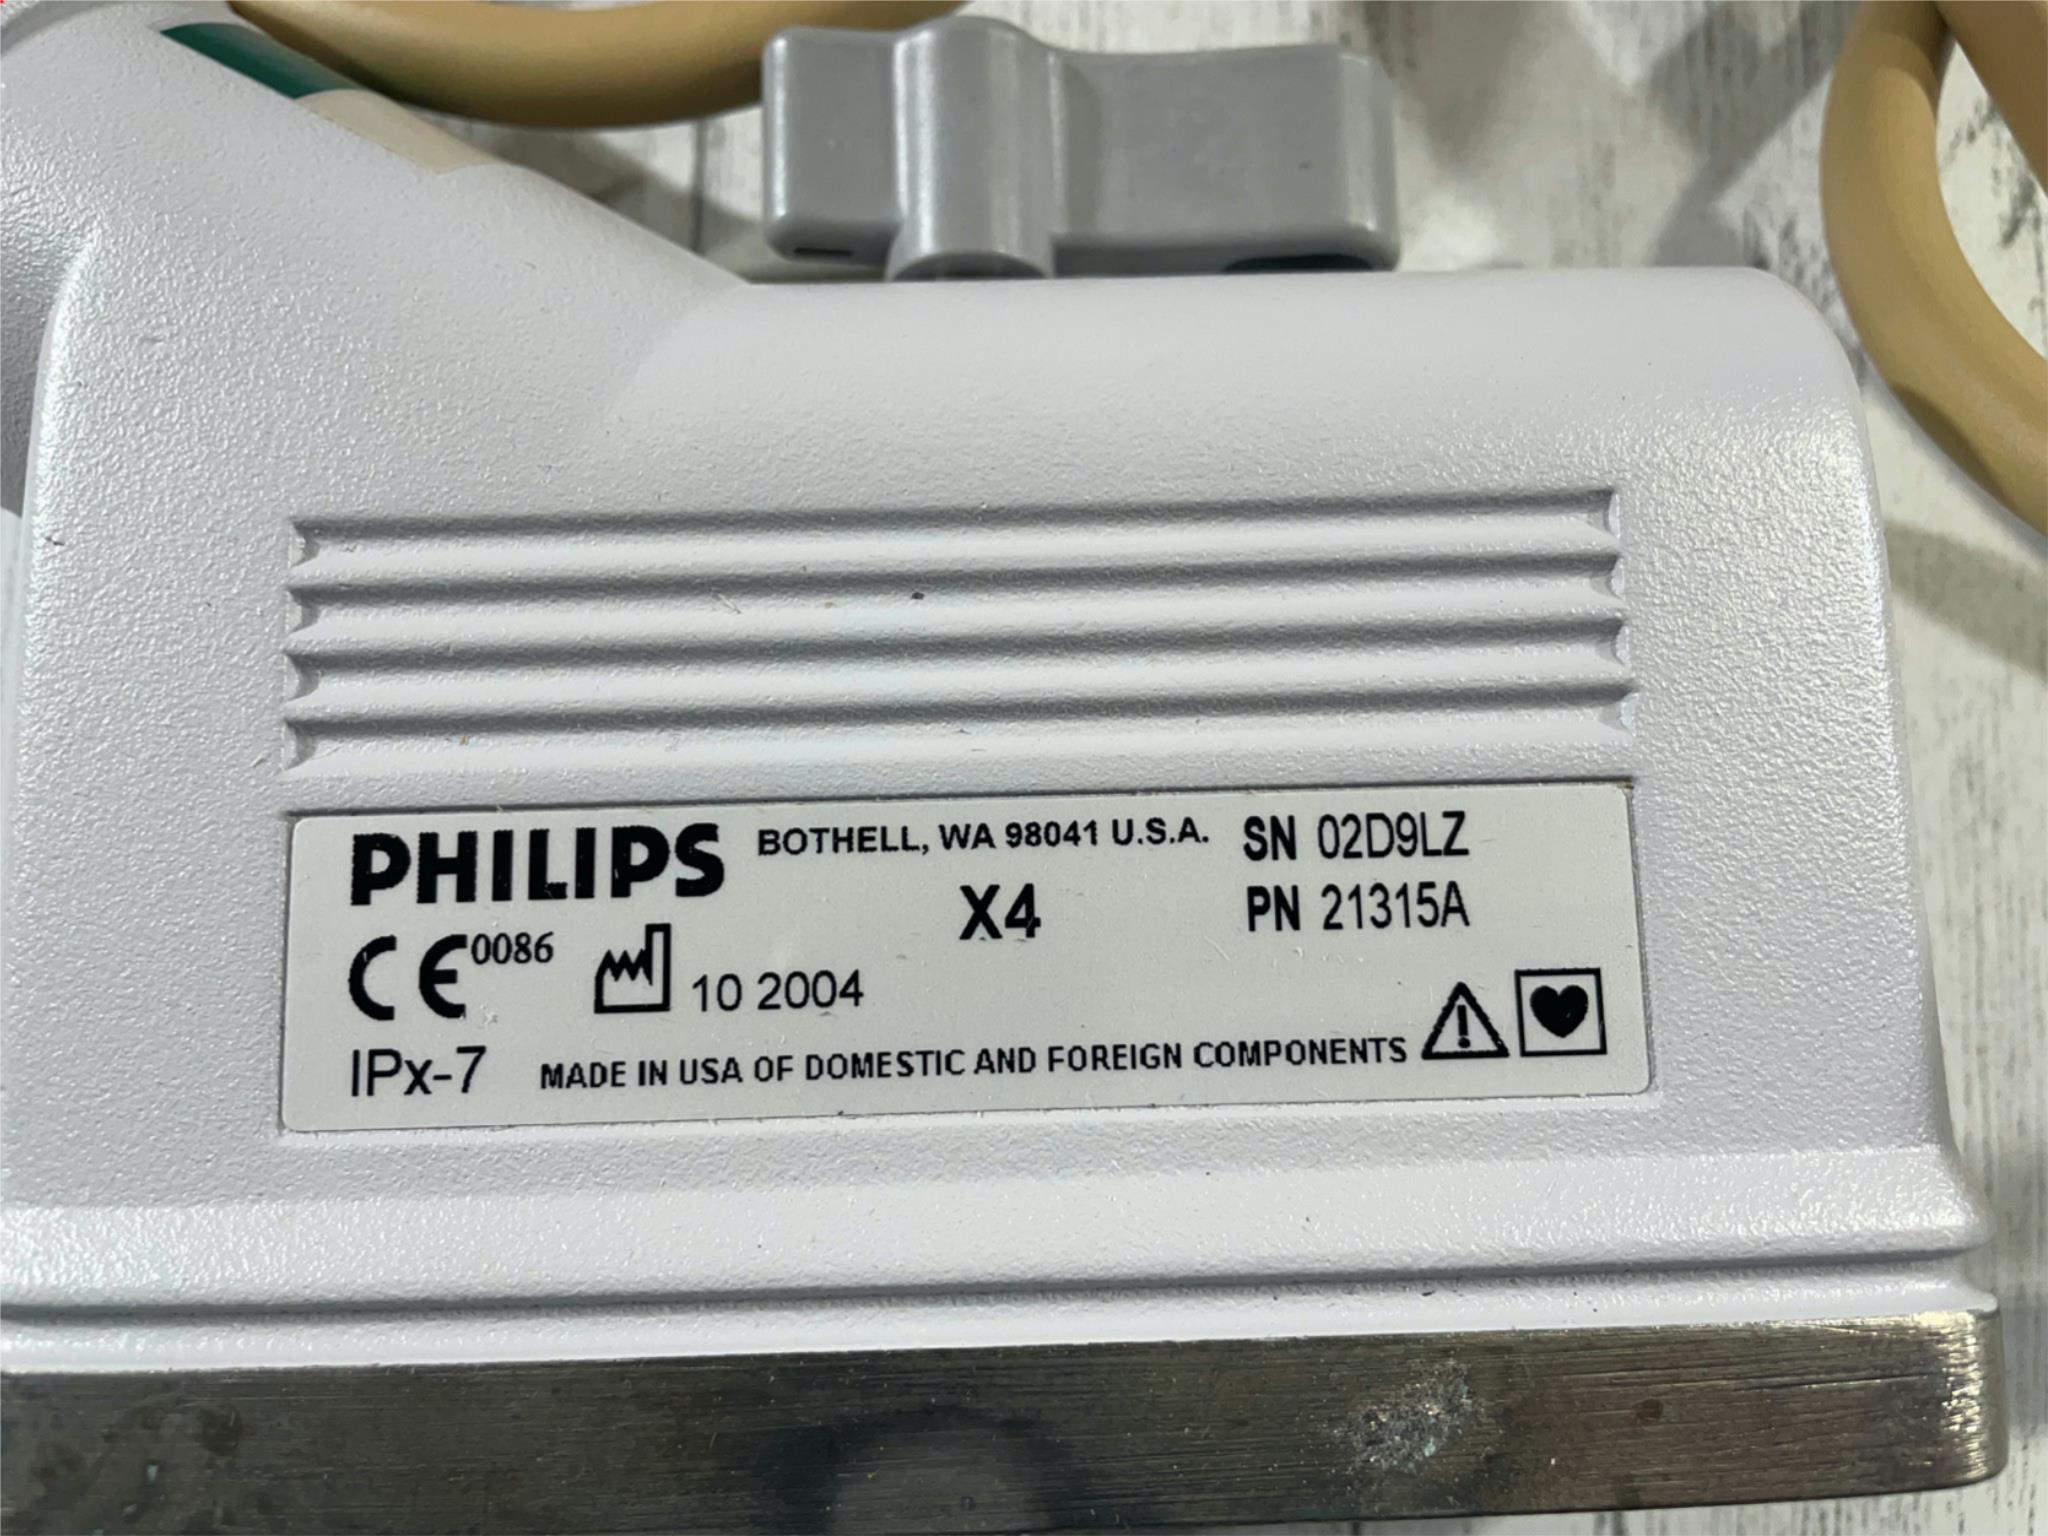 PHILIPS BOTHELL, WA 98041 U.S.A. SN 02D9LZ
X4 PN 21315A
CE 0086 10 2004
IPx-7 MADE IN USA OF DOMESTIC AND FOREIGN COMPONENTS